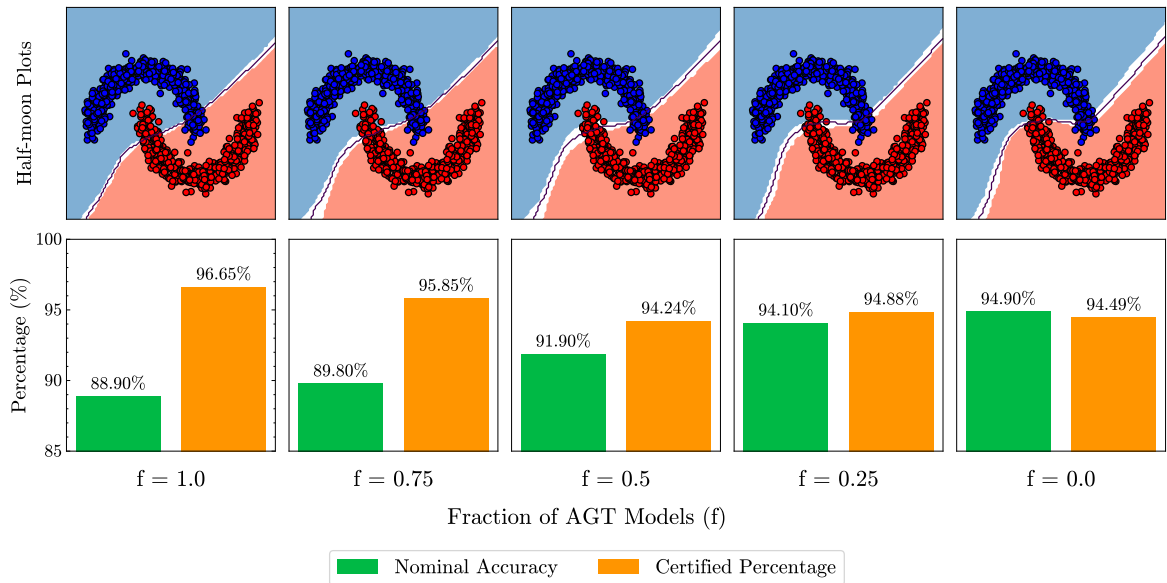 Half-moon Plots
Percentage (%)
100
95
90
85
88.90%
96.65%
89.80%
95.85%
91.90%
94.24%
94.10%
94.88%
94.90%
94.49%
f = 1.0
f = 0.75
f = 0.5
f = 0.25
f = 0.0
Fraction of AGT Models (f)
Nominal Accuracy
Certified Percentage